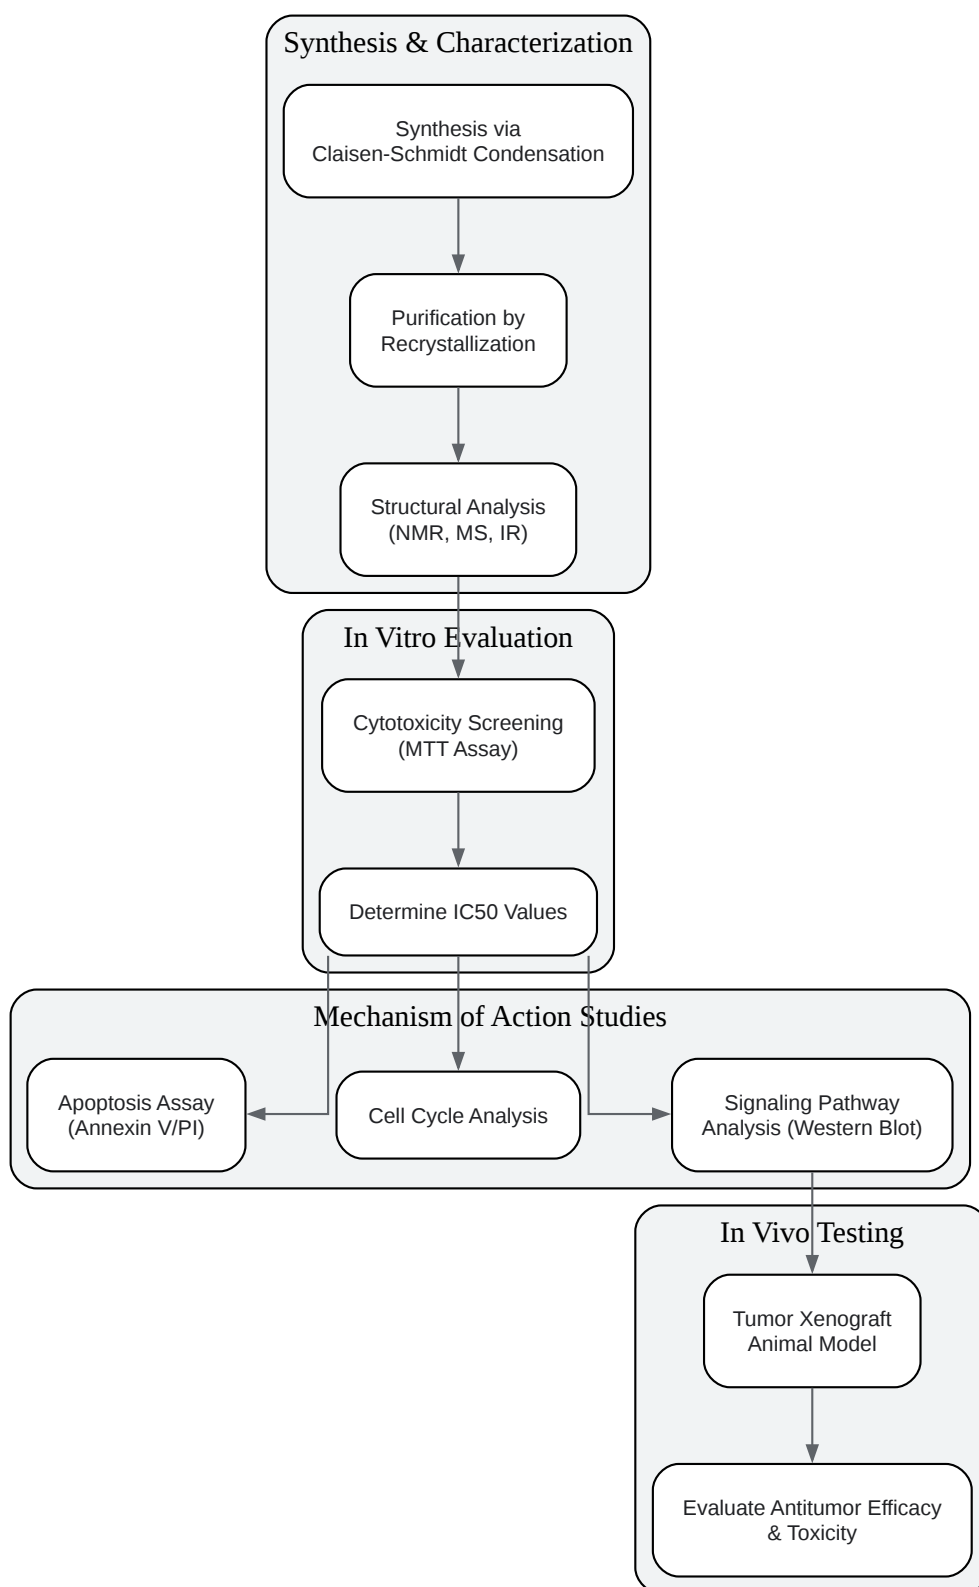 Synthesis & Characterization
Synthesis via
Claisen-Schmidt Condensation
Purification by
Recrystallization
Structural Analysis
(NMR, MS, IR)
In Vitro Evaluation
Cytotoxicity Screening
(MTT Assay)
Determine IC50 Values
Mechanism of Action Studies
Apoptosis Assay
(Annexin V/PI)
Cell Cycle Analysis
Signaling Pathway
Analysis (Western Blot)
In Vivo Testing
Tumor Xenograft
Animal Model
Evaluate Antitumor Efficacy
& Toxicity